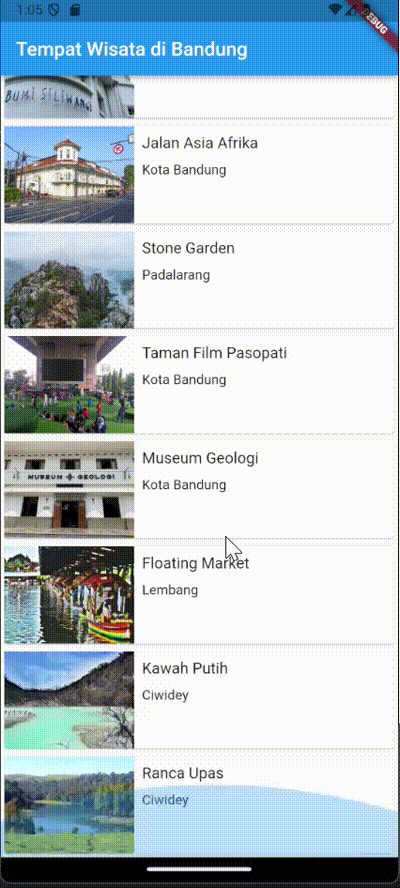 1:05
DEBUG
Tempat Wisata di Bandung
BUMI SILIWANGI
Jalan Asia Afrika
Kota Bandung
Stone Garden
Padalarang
Taman Film Pasopati
Kota Bandung
Museum Geologi
MUSEUM GEOLOGI
Kota Bandung
Floating Market
Lembang
Kawah Putih
Ciwidey
Ranca Upas
Ciwidey